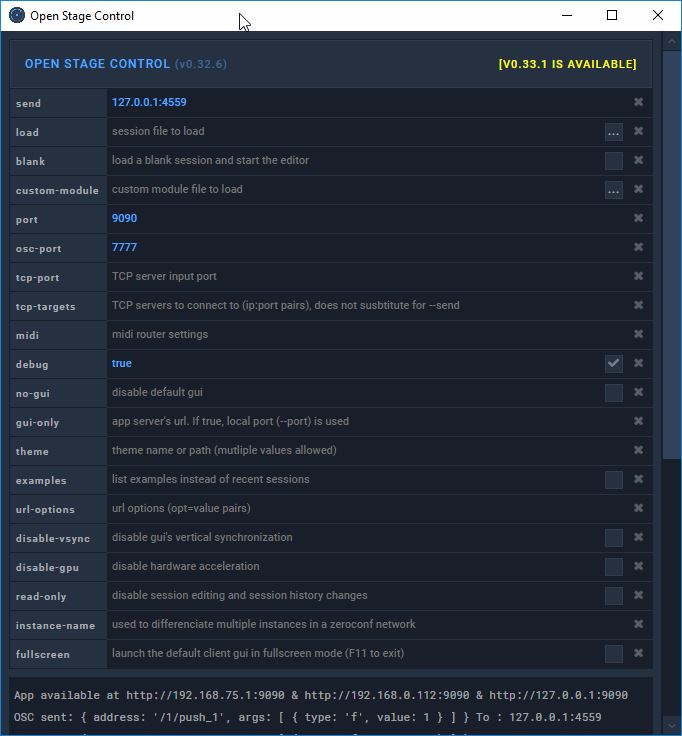 Open Stage Control
OPEN STAGE CONTROL (v0.32.6) [V0.33.1 IS AVAILABLE]
send 127.0.0.1:4559
load session file to load ...
blank load a blank session and start the editor
custom-module custom module file to load ...
port 9090
osc-port 7777
tcp-port TCP server input port
tcp-targets TCP servers to connect to (ip:port pairs), does not susbtitute for --send
midi midi router settings
debug true
no-gui disable default gui
gui-only app server's url. If true, local port (--port) is used
theme theme name or path (mutliple values allowed)
examples list examples instead of recent sessions
url-options url options (opt=value pairs)
disable-vsync disable gui's vertical synchronization
disable-gpu disable hardware acceleration
read-only disable session editing and session history changes
instance-name used to differenciate multiple instances in a zeroconf network
fullscreen launch the default client gui in fullscreen mode (F11 to exit)
App available at http://192.168.75.1:9090 & http://192.168.0.112:9090 & http://127.0.0.1:9090
OSC sent: { address: '/1/push_1', args: [ { type: 'f', value: 1 } ] } To : 127.0.0.1:4559